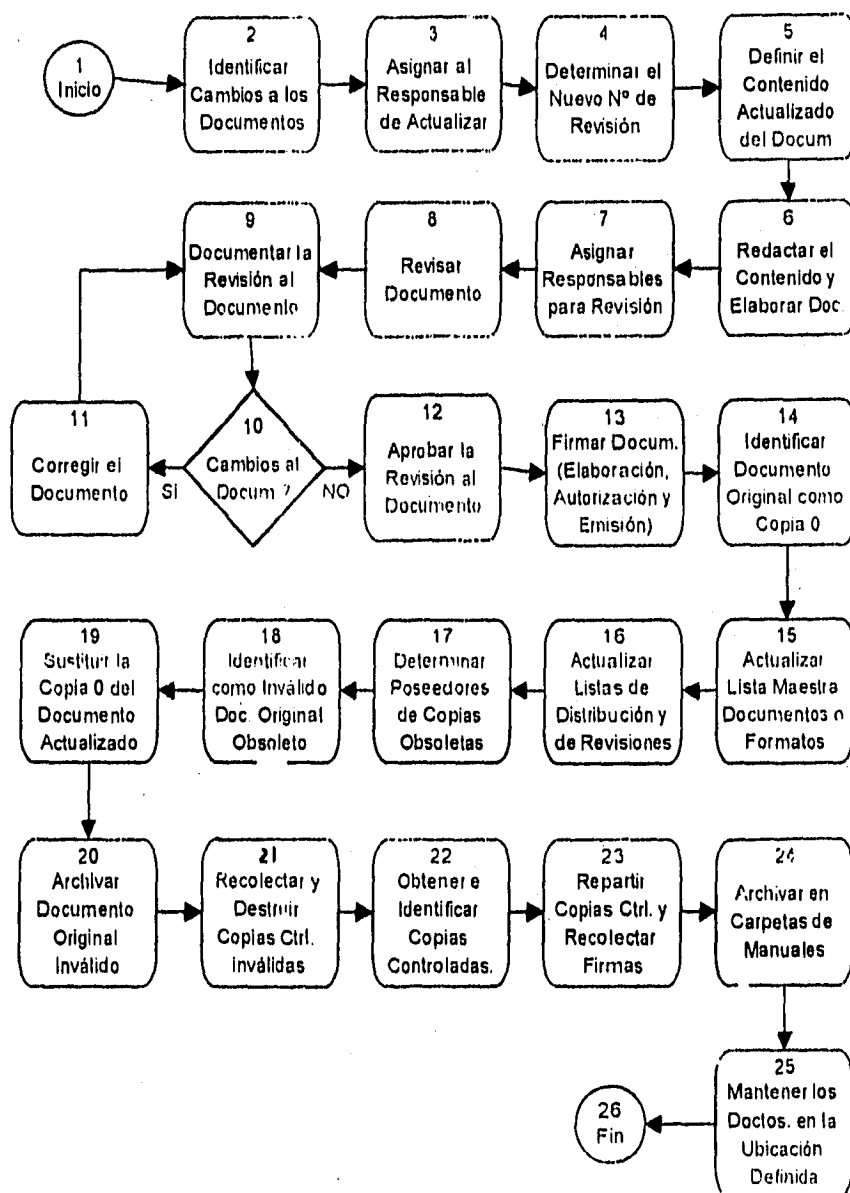 1
Inicio
2
Identificar
Cambios a los
Documentos
3
Asignar al
Responsable
de Actualizar
4
Determinar el
Nuevo Nº de
Revisión
5
Definir el
Contenido
Actualizado
del Docum
6
Redactar el
Contenido y
Elaborar Doc.
7
Asignar
Responsables
para Revisión
8
Revisar
Documento
9
Documentar la
Revisión al
Documento
10
Cambios al
Docum ?
SI
NO
11
Corregir el
Documento
12
Aprobar la
Revisión al
Documento
13
Firmar Docum.
(Elaboración,
Autorización y
Emisión)
14
Identificar
Documento
Original como
Copia 0
15
Actualizar
Lista Maestra
Documentos o
Formatos
16
Actualizar
Listas de
Distribución y
de Revisiones
17
Determinar
Poseedores
de Copias
Obsoletas
18
Identificar
como Inválido
Doc. Original
Obsoleto
19
Sustituir la
Copia 0 del
Documento
Actualizado
20
Archivar
Documento
Original
Inválido
21
Recolectar y
Destruir
Copias Ctrl.
inválidas
22
Obtener e
Identificar
Copias
Controladas.
23
Repartir
Copias Ctrl. y
Recolectar
Firmas
24
Archivar en
Carpetas de
Manuales
25
Mantener los
Doctos. en la
Ubicación
Definida
26
Fin